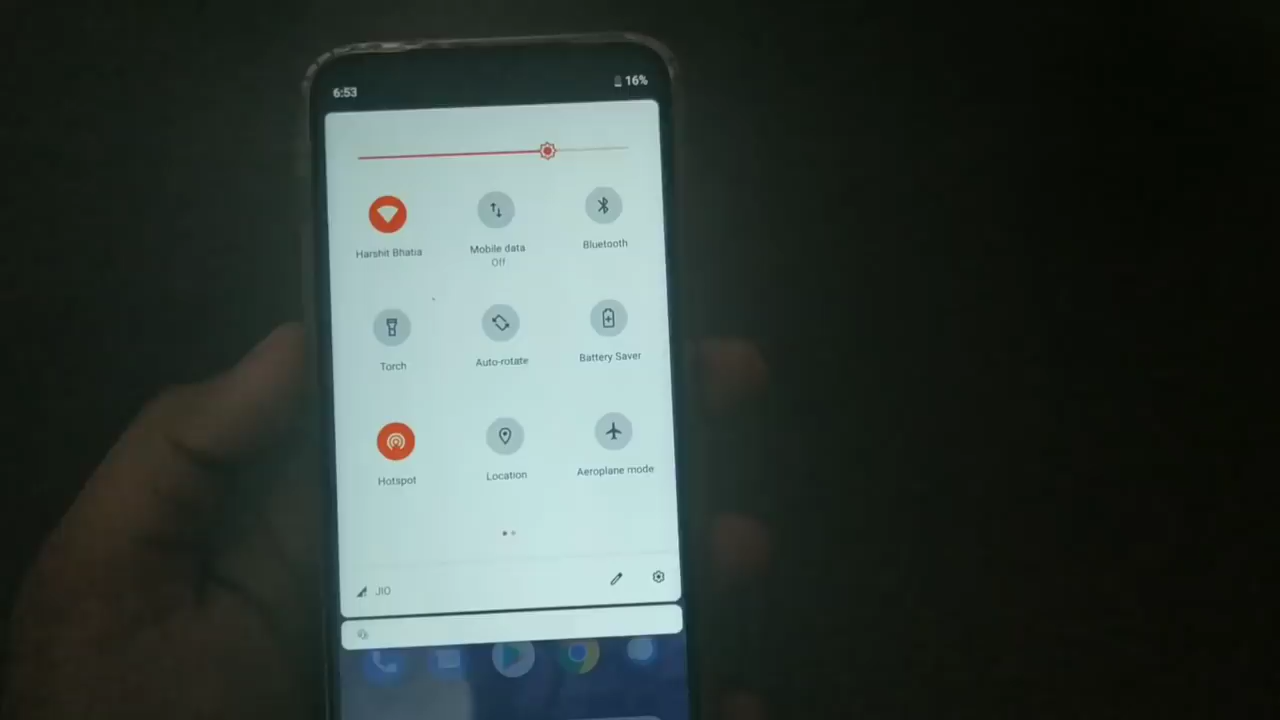 6:53
16%
Harshit Bhatia
Mobile data
Off
Bluetooth
Torch
Auto-rotate
Battery Saver
Hotspot
Location
Aeroplane mode
JIO